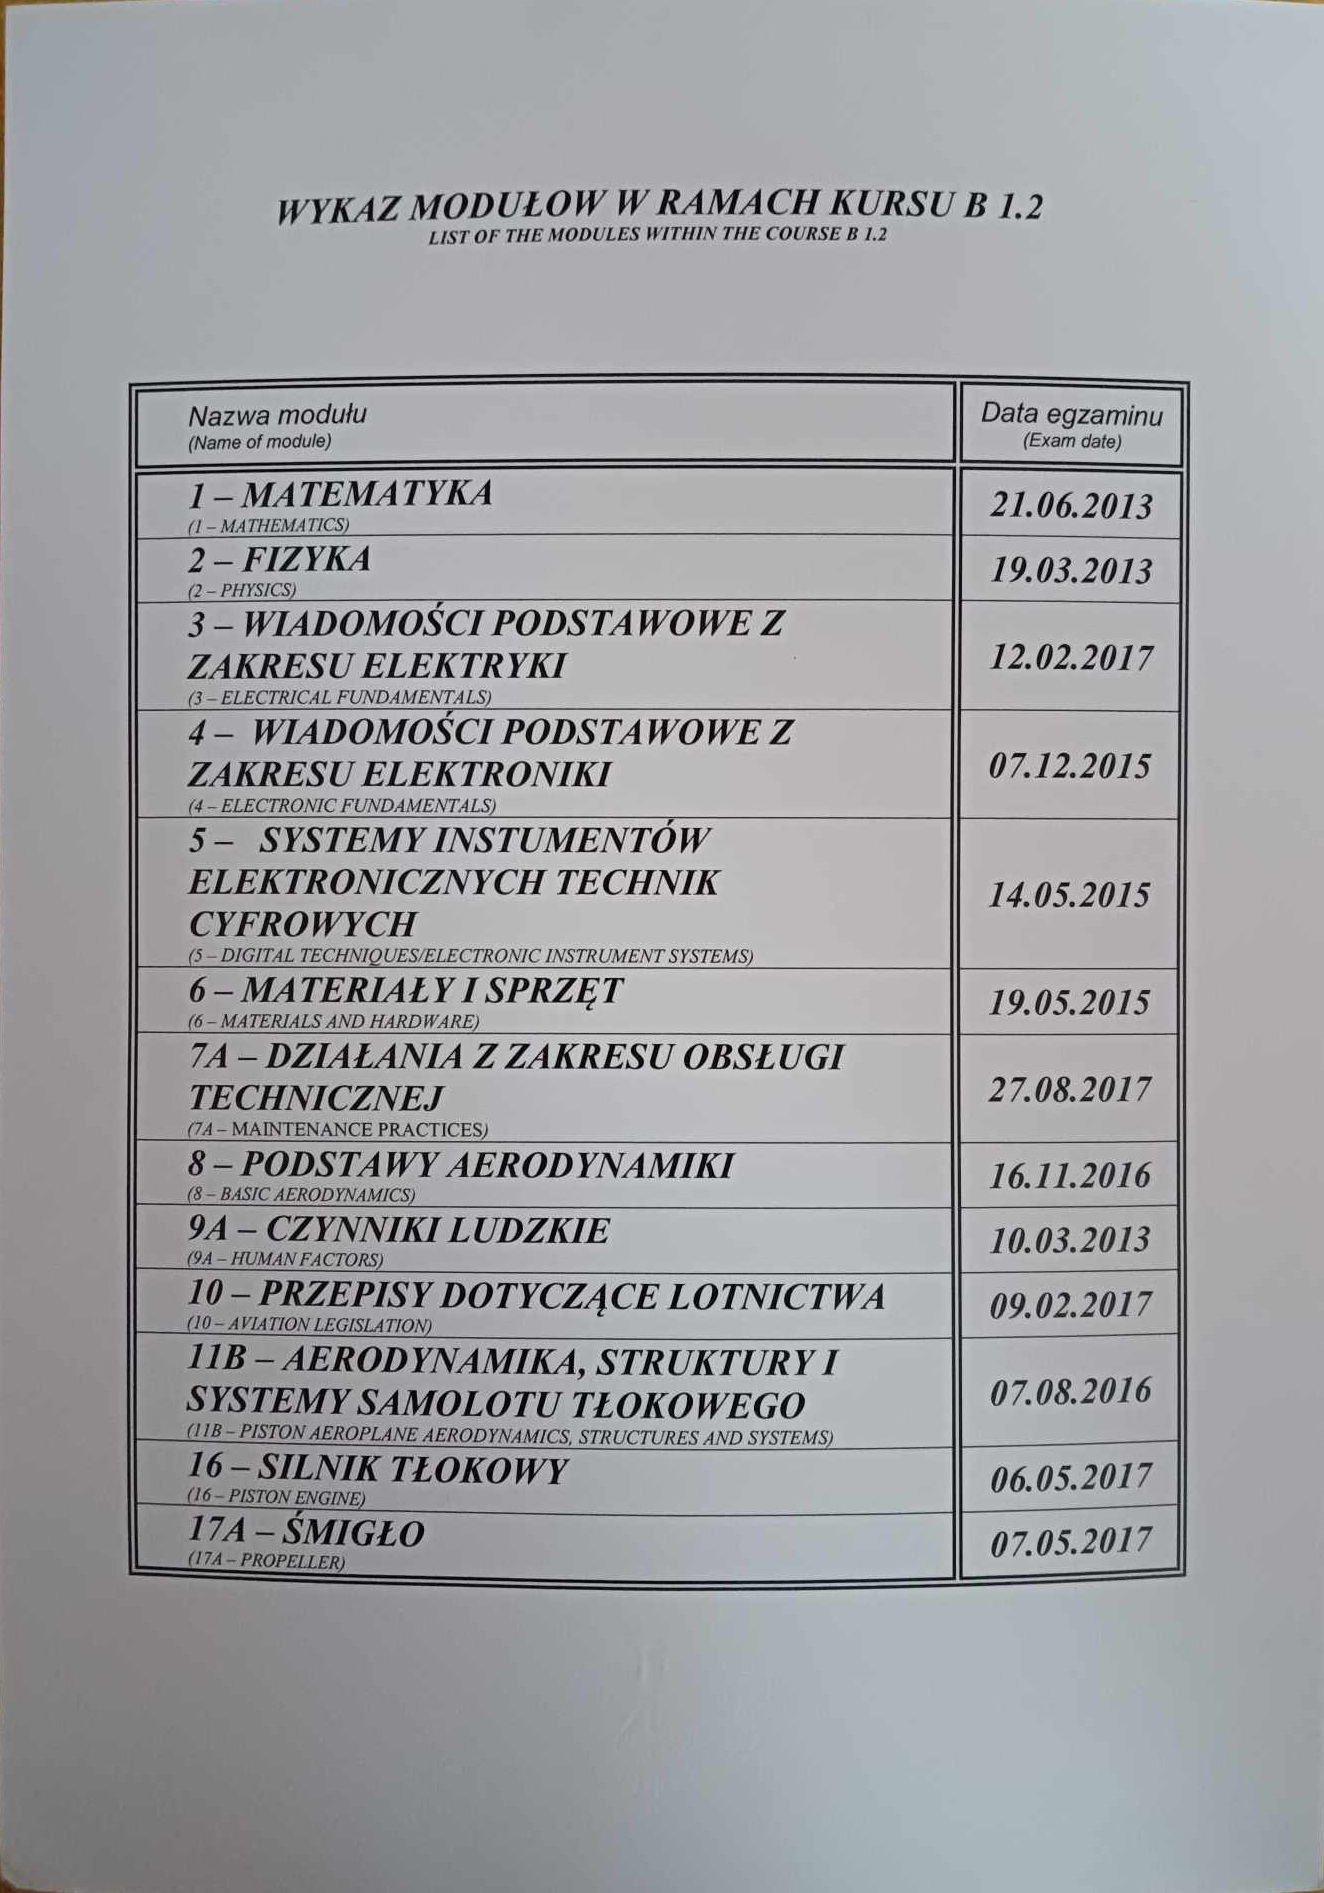 WYKAZ MODUŁOW W RAMACH KURSU B 1.2
LIST OF THE MODULES WITHIN THE COURSE B 1.2
Nazwa modułu
(Name of module)
Data egzaminu
(Exam date)
1 – MATEMATYKA
(1 – MATHEMATICS)
21.06.2013
2 – FIZYKA
(2 – PHYSICS)
19.03.2013
3 – WIADOMOŚCI PODSTAWOWE Z
ZAKRESU ELEKTRYKI
(3 – ELECTRICAL FUNDAMENTALS)
12.02.2017
4 – WIADOMOŚCI PODSTAWOWE Z
ZAKRESU ELEKTRONIKI
(4 – ELECTRONIC FUNDAMENTALS)
07.12.2015
5 – SYSTEMY INSTUMENTÓW
ELEKTRONICZNYCH TECHNIK
CYFROWYCH
(5 – DIGITAL TECHNIQUES/ELECTRONIC INSTRUMENT SYSTEMS)
14.05.2015
6 – MATERIAŁY I SPRZĘT
(6 – MATERIALS AND HARDWARE)
19.05.2015
7A – DZIAŁANIA Z ZAKRESU OBSŁUGI
TECHNICZNEJ
(7A – MAINTENANCE PRACTICES)
27.08.2017
8 – PODSTAWY AERODYNAMIKI
(8 – BASIC AERODYNAMICS)
16.11.2016
9A – CZYNNIKI LUDZKIE
(9A – HUMAN FACTORS)
10.03.2013
10 – PRZEPISY DOTYCZĄCE LOTNICTWA
(10 – AVIATION LEGISLATION)
09.02.2017
11B – AERODYNAMIKA, STRUKTURY I
SYSTEMY SAMOLOTU TŁOKOWEGO
(11B – PISTON AEROPLANE AERODYNAMICS, STRUCTURES AND SYSTEMS)
07.08.2016
16 – SILNIK TŁOKOWY
(16 – PISTON ENGINE)
06.05.2017
17A – ŚMIGŁO
(17A – PROPELLER)
07.05.2017